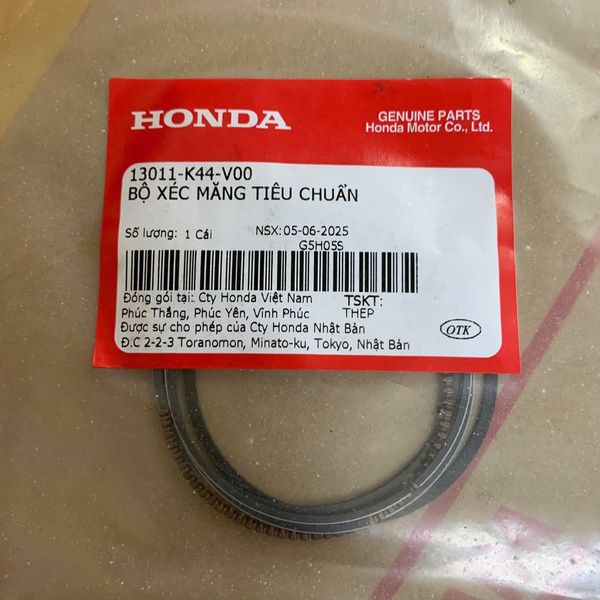 HONDA
GENUINE PARTS
Honda Motor Co., Ltd.
13011-K44-V00
BỘ XÉC MĂNG TIÊU CHUẨN
Số lượng: 1 Cái
NSX: 05-06-2025
G5H05S
Đóng gói tại: Cty Honda Việt Nam
TSKT:
Phúc Thắng, Phúc Yên, Vĩnh Phúc
THEP
Được sự cho phép của Cty Honda Nhật Bản
OTK
Đ.C 2-2-3 Toranomon, Minato-ku, Tokyo, Nhật Bản